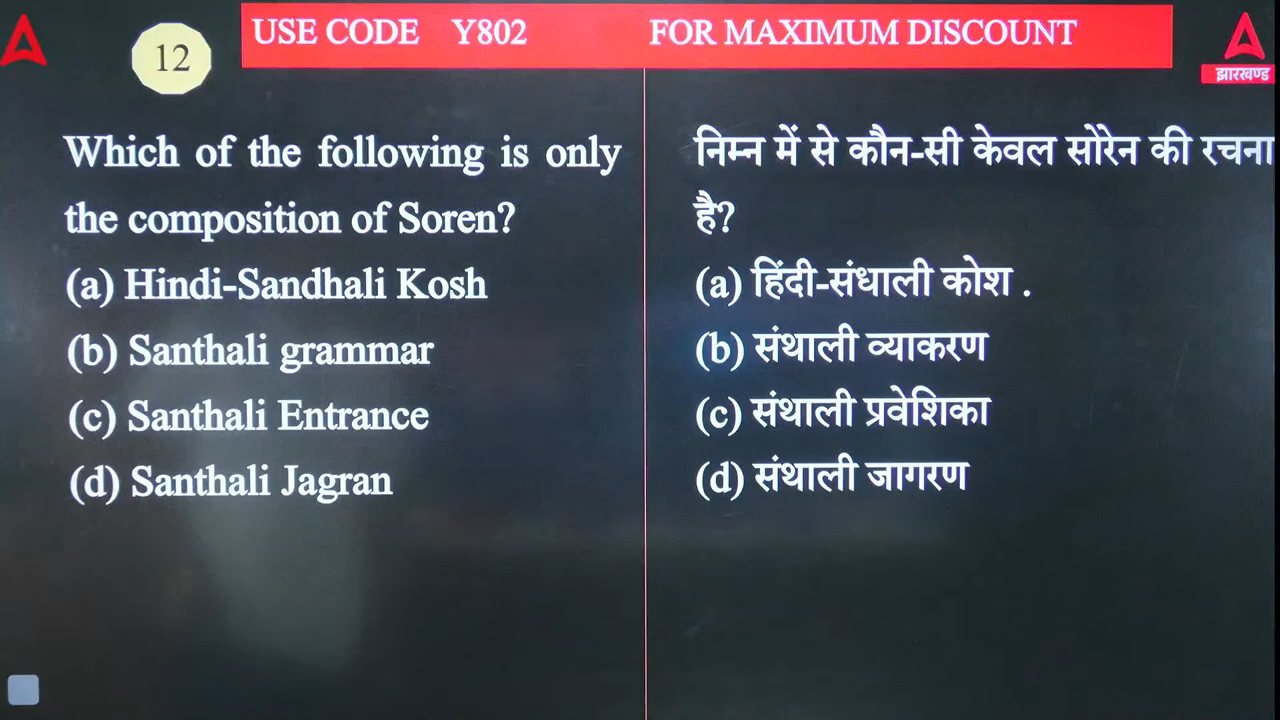 USE CODE Y802 FOR MAXIMUM DISCOUNT
12
झारखण्ड
Which of the following is only
the composition of Soren?
(a) Hindi-Sandhali Kosh
(b) Santhali grammar
(c) Santhali Entrance
(d) Santhali Jagran
निम्न में से कौन-सी केवल सोरेन की रचना
है?
(a) हिंदी-संधाली कोश .
(b) संथाली व्याकरण
(c) संथाली प्रवेशिका
(d) संथाली जागरण